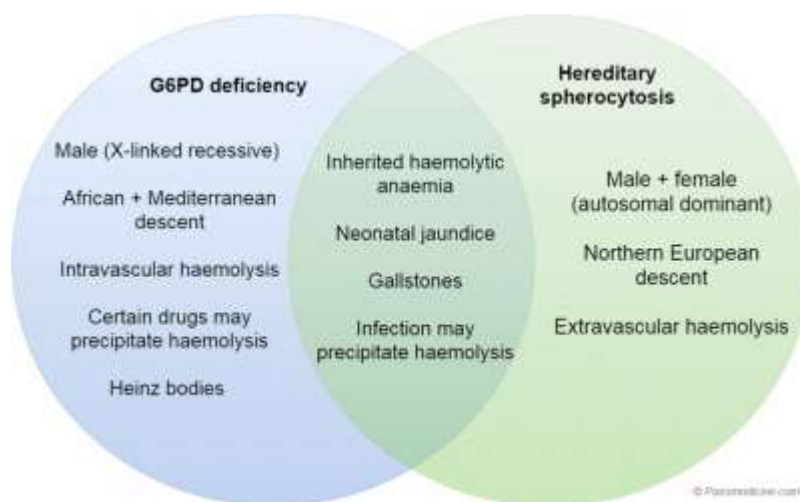 G6PD deficiency
Male (X-linked recessive)
African + Mediterranean
descent
Intravascular haemolysis
Certain drugs may
precipitate haemolysis
Heinz bodies
Inherited haemolytic
anaemia
Neonatal jaundice
Gallstones
Infection may
precipitate haemolysis
Hereditary
spherocytosis
Male + female
(autosomal dominant)
Northern European
descent
Extravascular haemolysis